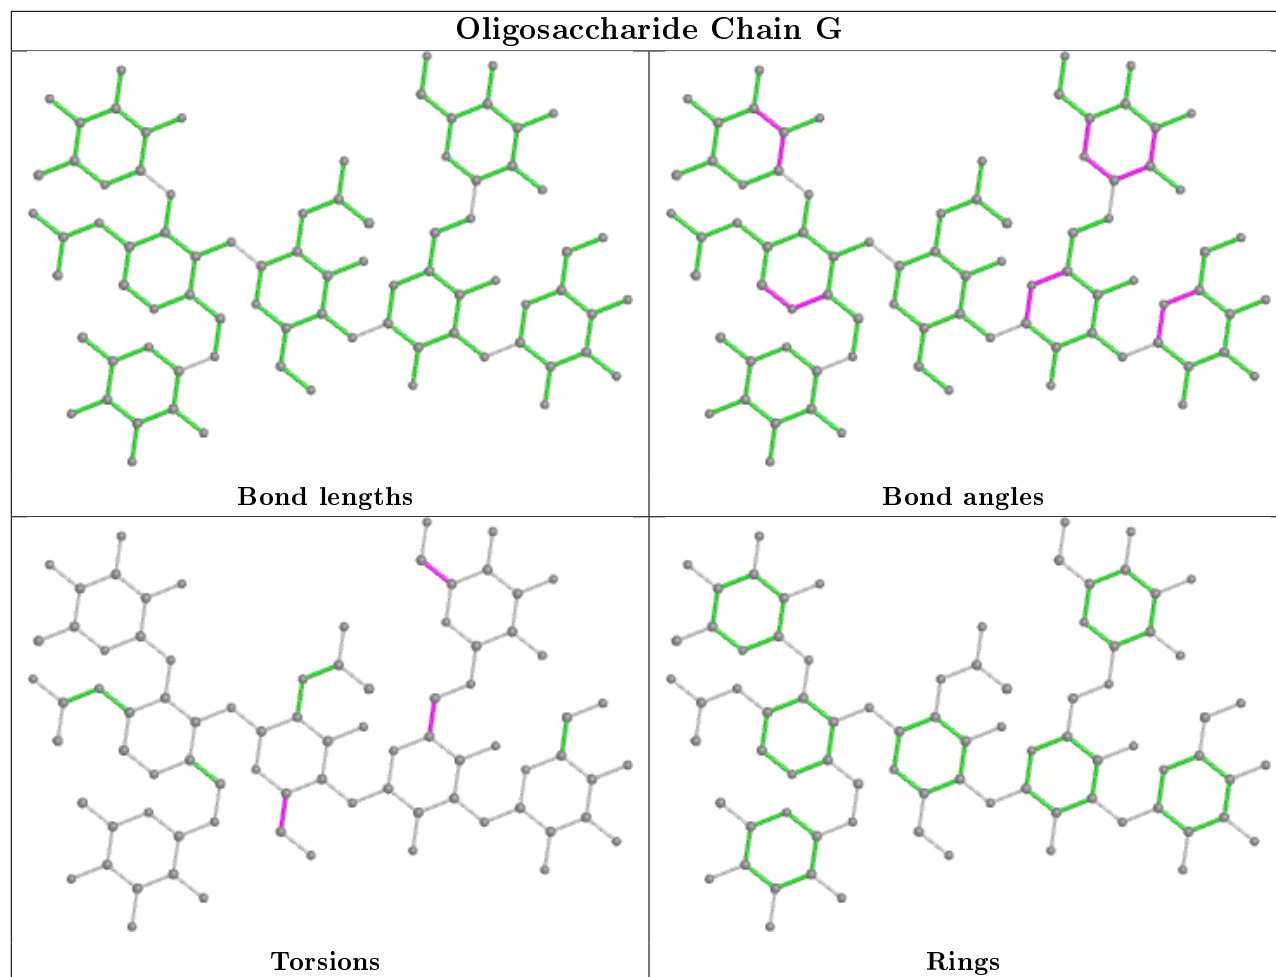 Oligosaccharide Chain G
Bond lengths
Bond angles
Torsions
Rings